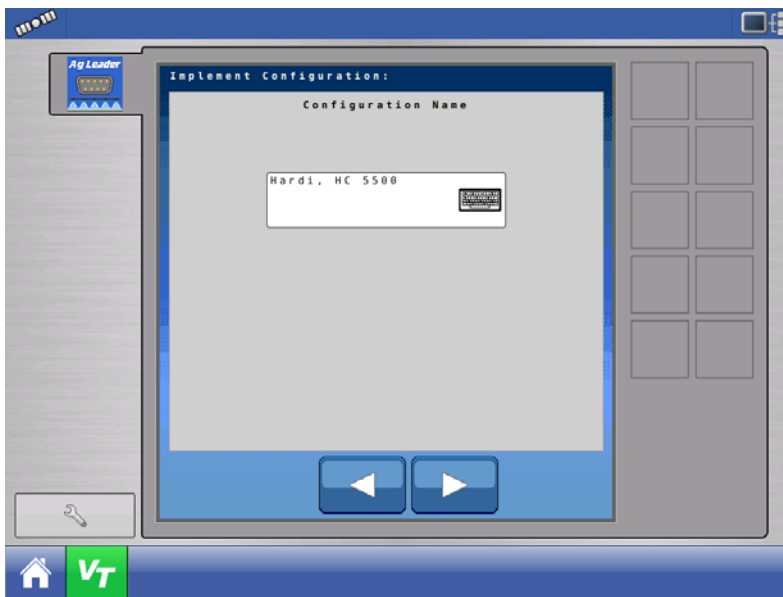 Ag Leader
Implement Configuration:
Configuration Name
Hardi, HC 5500
VT